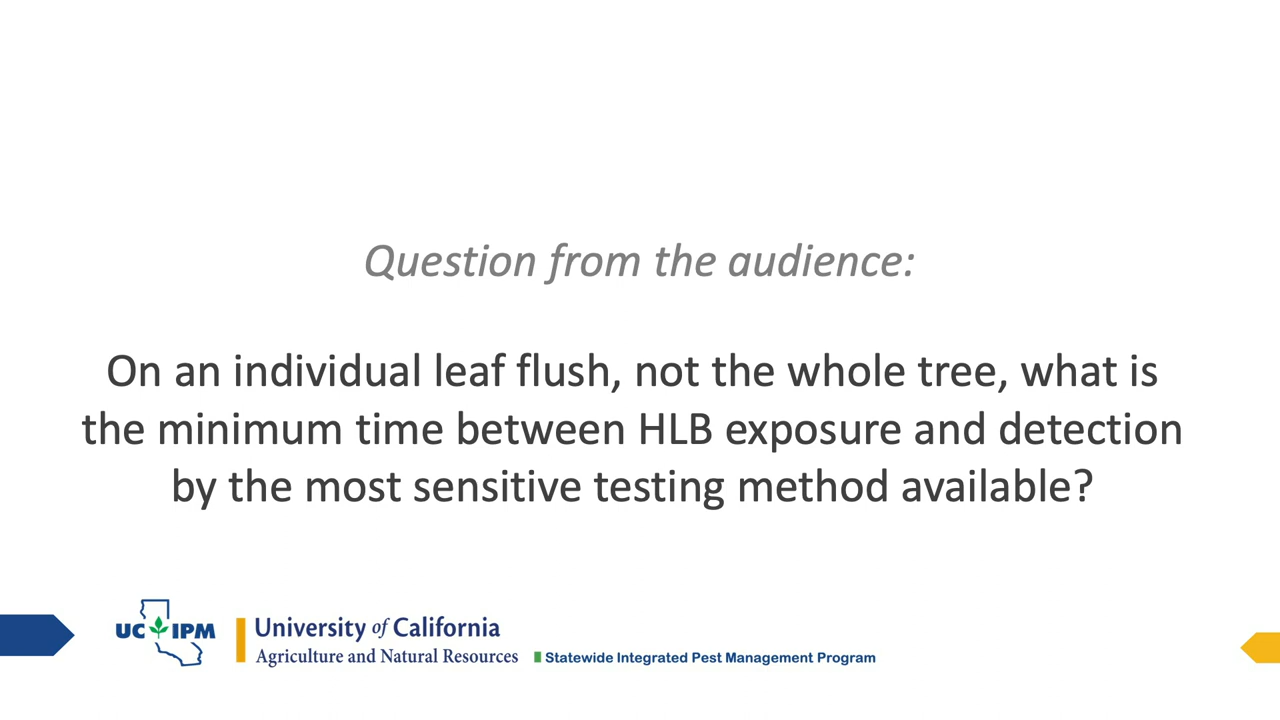 Question from the audience:
On an individual leaf flush, not the whole tree, what is
the minimum time between HLB exposure and detection
by the most sensitive testing method available?
UC IPM
University of California
Agriculture and Natural Resources
Statewide Integrated Pest Management Program